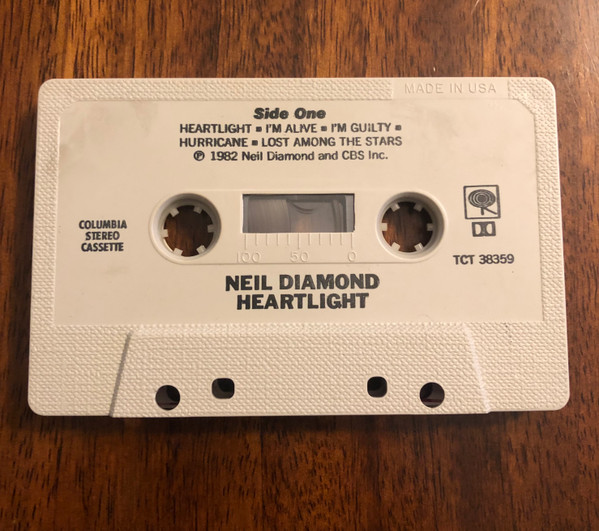 MADE IN USA
Side One
HEARTLIGHT ▪ I'M ALIVE ▪ I'M GUILTY ▪
HURRICANE ▪ LOST AMONG THE STARS
℗ 1982 Neil Diamond and CBS Inc.
COLUMBIA
STEREO
CASSETTE
100 50 0
TCT 38359
NEIL DIAMOND
HEARTLIGHT